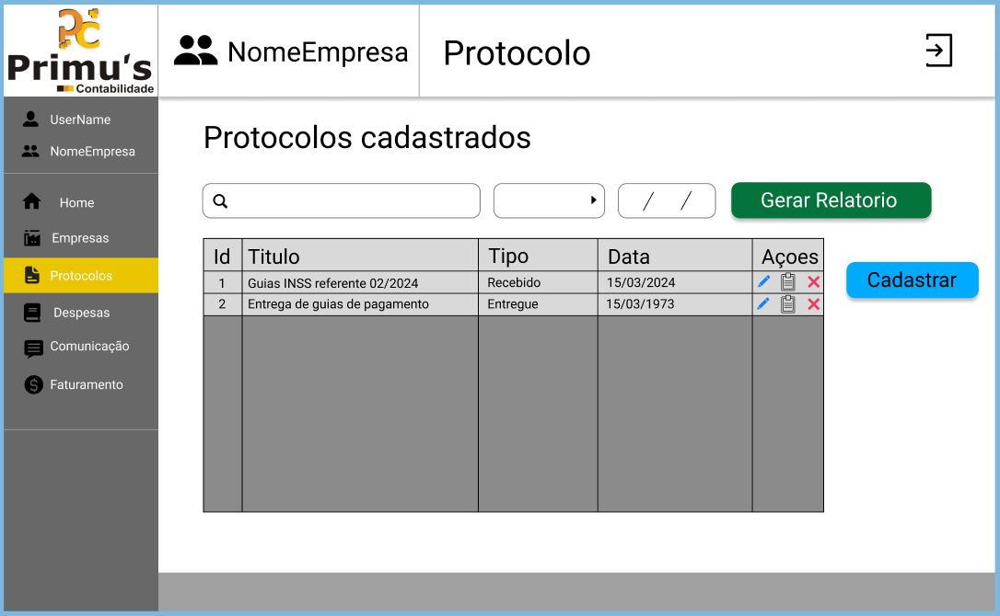 Primu's
Contabilidade
NomeEmpresa
Protocolo
UserName
NomeEmpresa
Home
Empresas
Protocolos
Despesas
Comunicação
Faturamento
Protocolos cadastrados
/ /
Gerar Relatorio
Id Titulo Tipo Data Açoes
1 Guias INSS referente 02/2024 Recebido 15/03/2024
2 Entrega de guias de pagamento Entregue 15/03/1973
Cadastrar